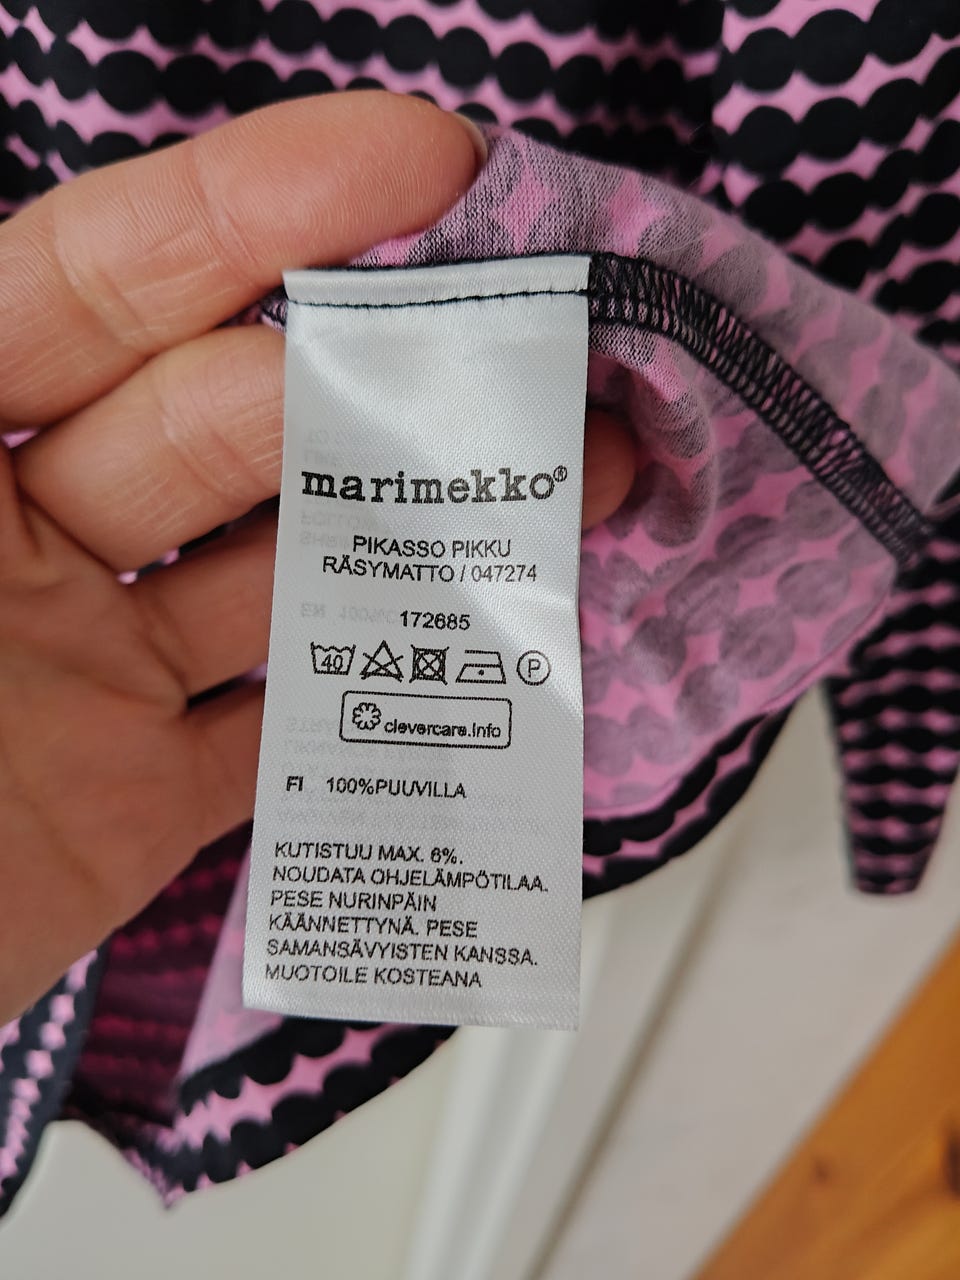 marimekko®
PIKASSO PIKKU
RÄSYMATTO / 047274
172685
40 P
clevercare.info
FI 100%PUUVILLA
KUTISTUU MAX. 6%.
NOUDATA OHJELÄMPÖTILAA.
PESE NURINPÄIN
KÄÄNNETTYNÄ. PESE
SAMANSÄVYISTEN KANSSA.
MUOTOILE KOSTEANA